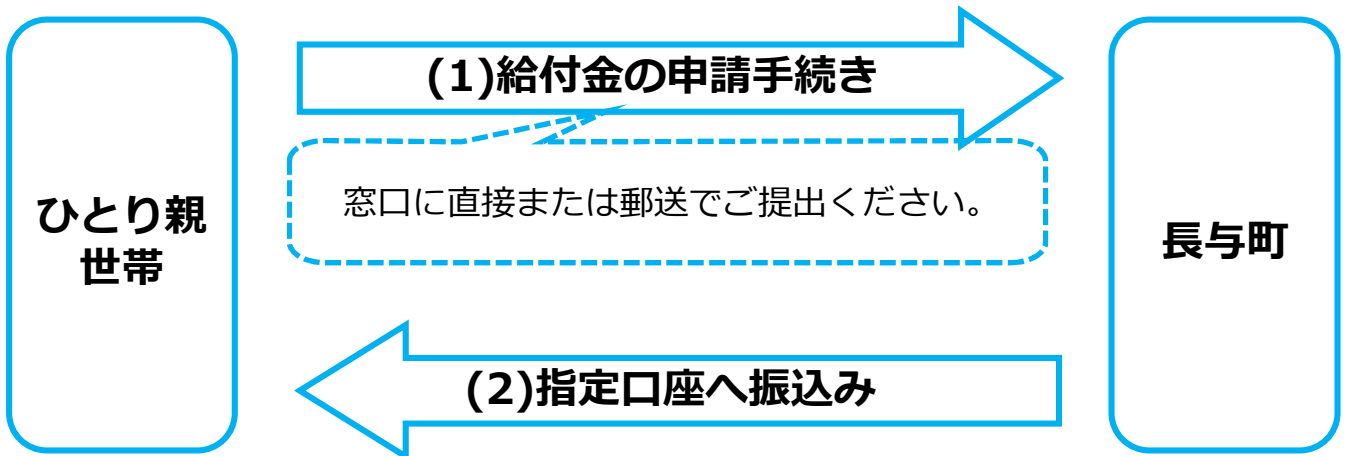 (1)給付金の申請手続き
窓口に直接または郵送でご提出ください。
ひとり親
世帯
長与町
(2)指定口座へ振込み